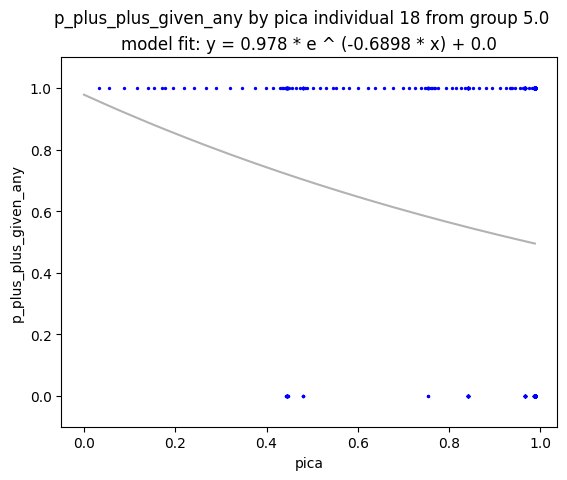 p_plus_plus_given_any by pica individual 18 from group 5.0
model fit: y = 0.978 * e ^ (-0.6898 * x) + 0.0
p_plus_plus_given_any
1.0
0.8
0.6
0.4
0.2
0.0
0.0 0.2 0.4 0.6 0.8 1.0
pica